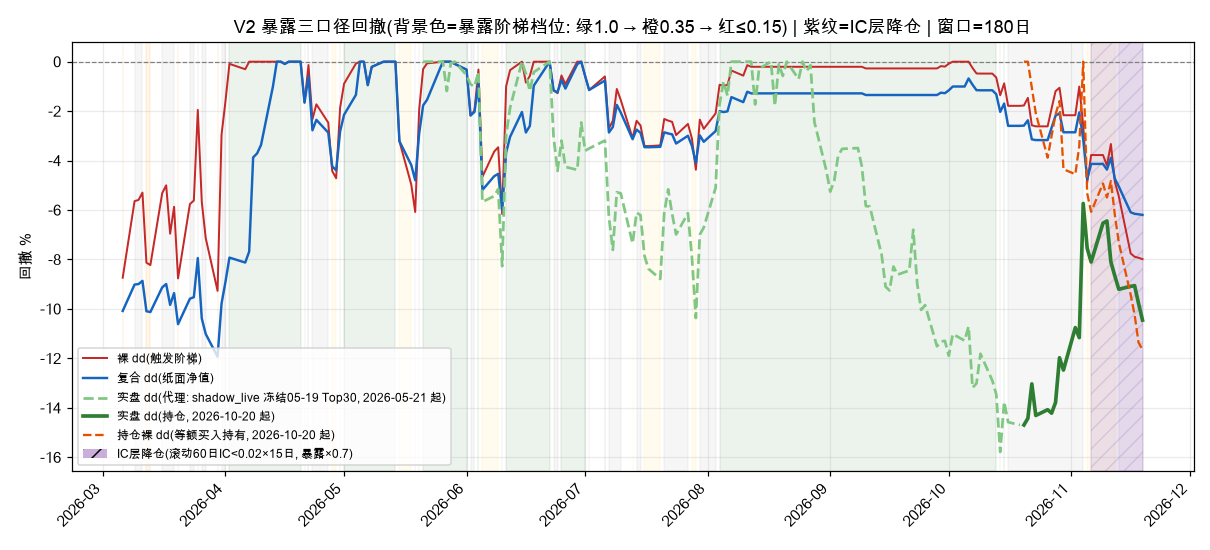 V2 暴露三口径回撤(背景色=暴露阶梯档位: 绿1.0 → 橙0.35 → 红≤0.15) | 紫纹=IC层降仓 | 窗口=180日
回撤 %
0
-2
-4
-6
-8
-10
-12
-14
-16
裸 dd(触发阶梯)
复合 dd(纸面净值)
实盘 dd(代理: shadow_live 冻结05-19 Top30, 2026-05-21 起)
实盘 dd(持仓, 2026-10-20 起)
持仓裸 dd(等额买入持有, 2026-10-20 起)
IC层降仓(滚动60日IC<0.02×15日, 暴露×0.7)
2026-03
2026-04
2026-05
2026-06
2026-07
2026-08
2026-09
2026-10
2026-11
2026-12